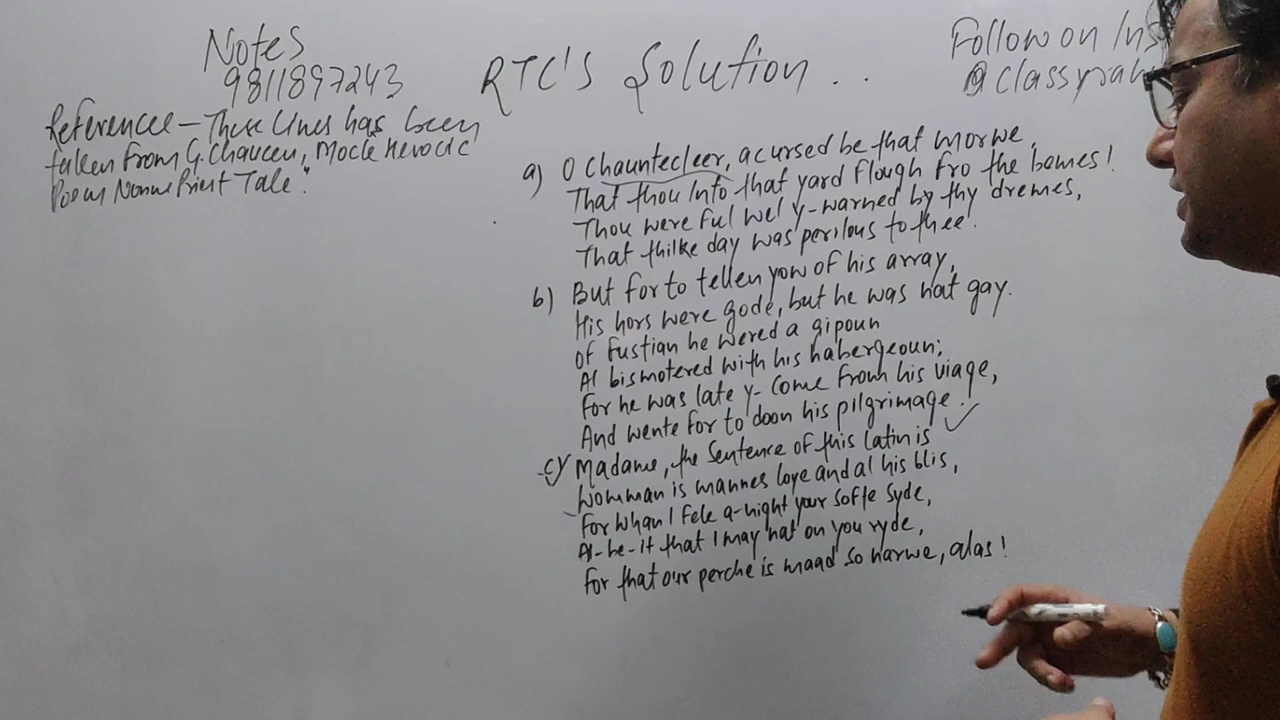 Notes
9811897243
RTC's Solution ...
Follow on Ins
@classyrah
Reference - These lines has been
taken from G. Chaucer, Mock Herocic
Poem Nonne Priest Tale".
a) O Chauntecleer, acursed be that morwe,
That thou Into that yard flough fro the bemes!
Thou were ful wel y-warned by thy dremes,
That thilke day was perilous to thee.
b) But for to tellen yow of his array,
His hors were gode, but he was nat gay.
of fustian he wered a gipoun
Al bismotered with his habergeoun;
For he was late y-come from his viage,
And wente for to doon his pilgrimage.
c) Madame, the sentence of this latin is
Womman is mannes Ioye and al his blis,
For whan I fele a-night your softe syde,
Al-be-it that I may nat on you ryde,
For that our perche is maad so narwe, alas!